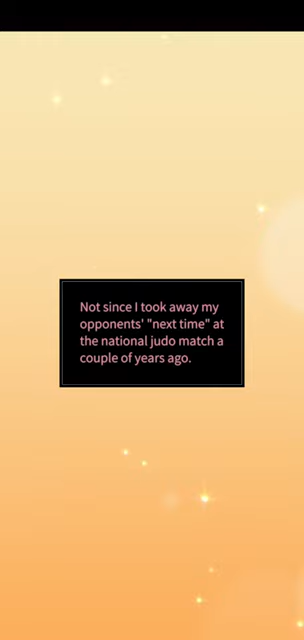 Not since I took away my
opponents' "next time" at
the national judo match a
couple of years ago.